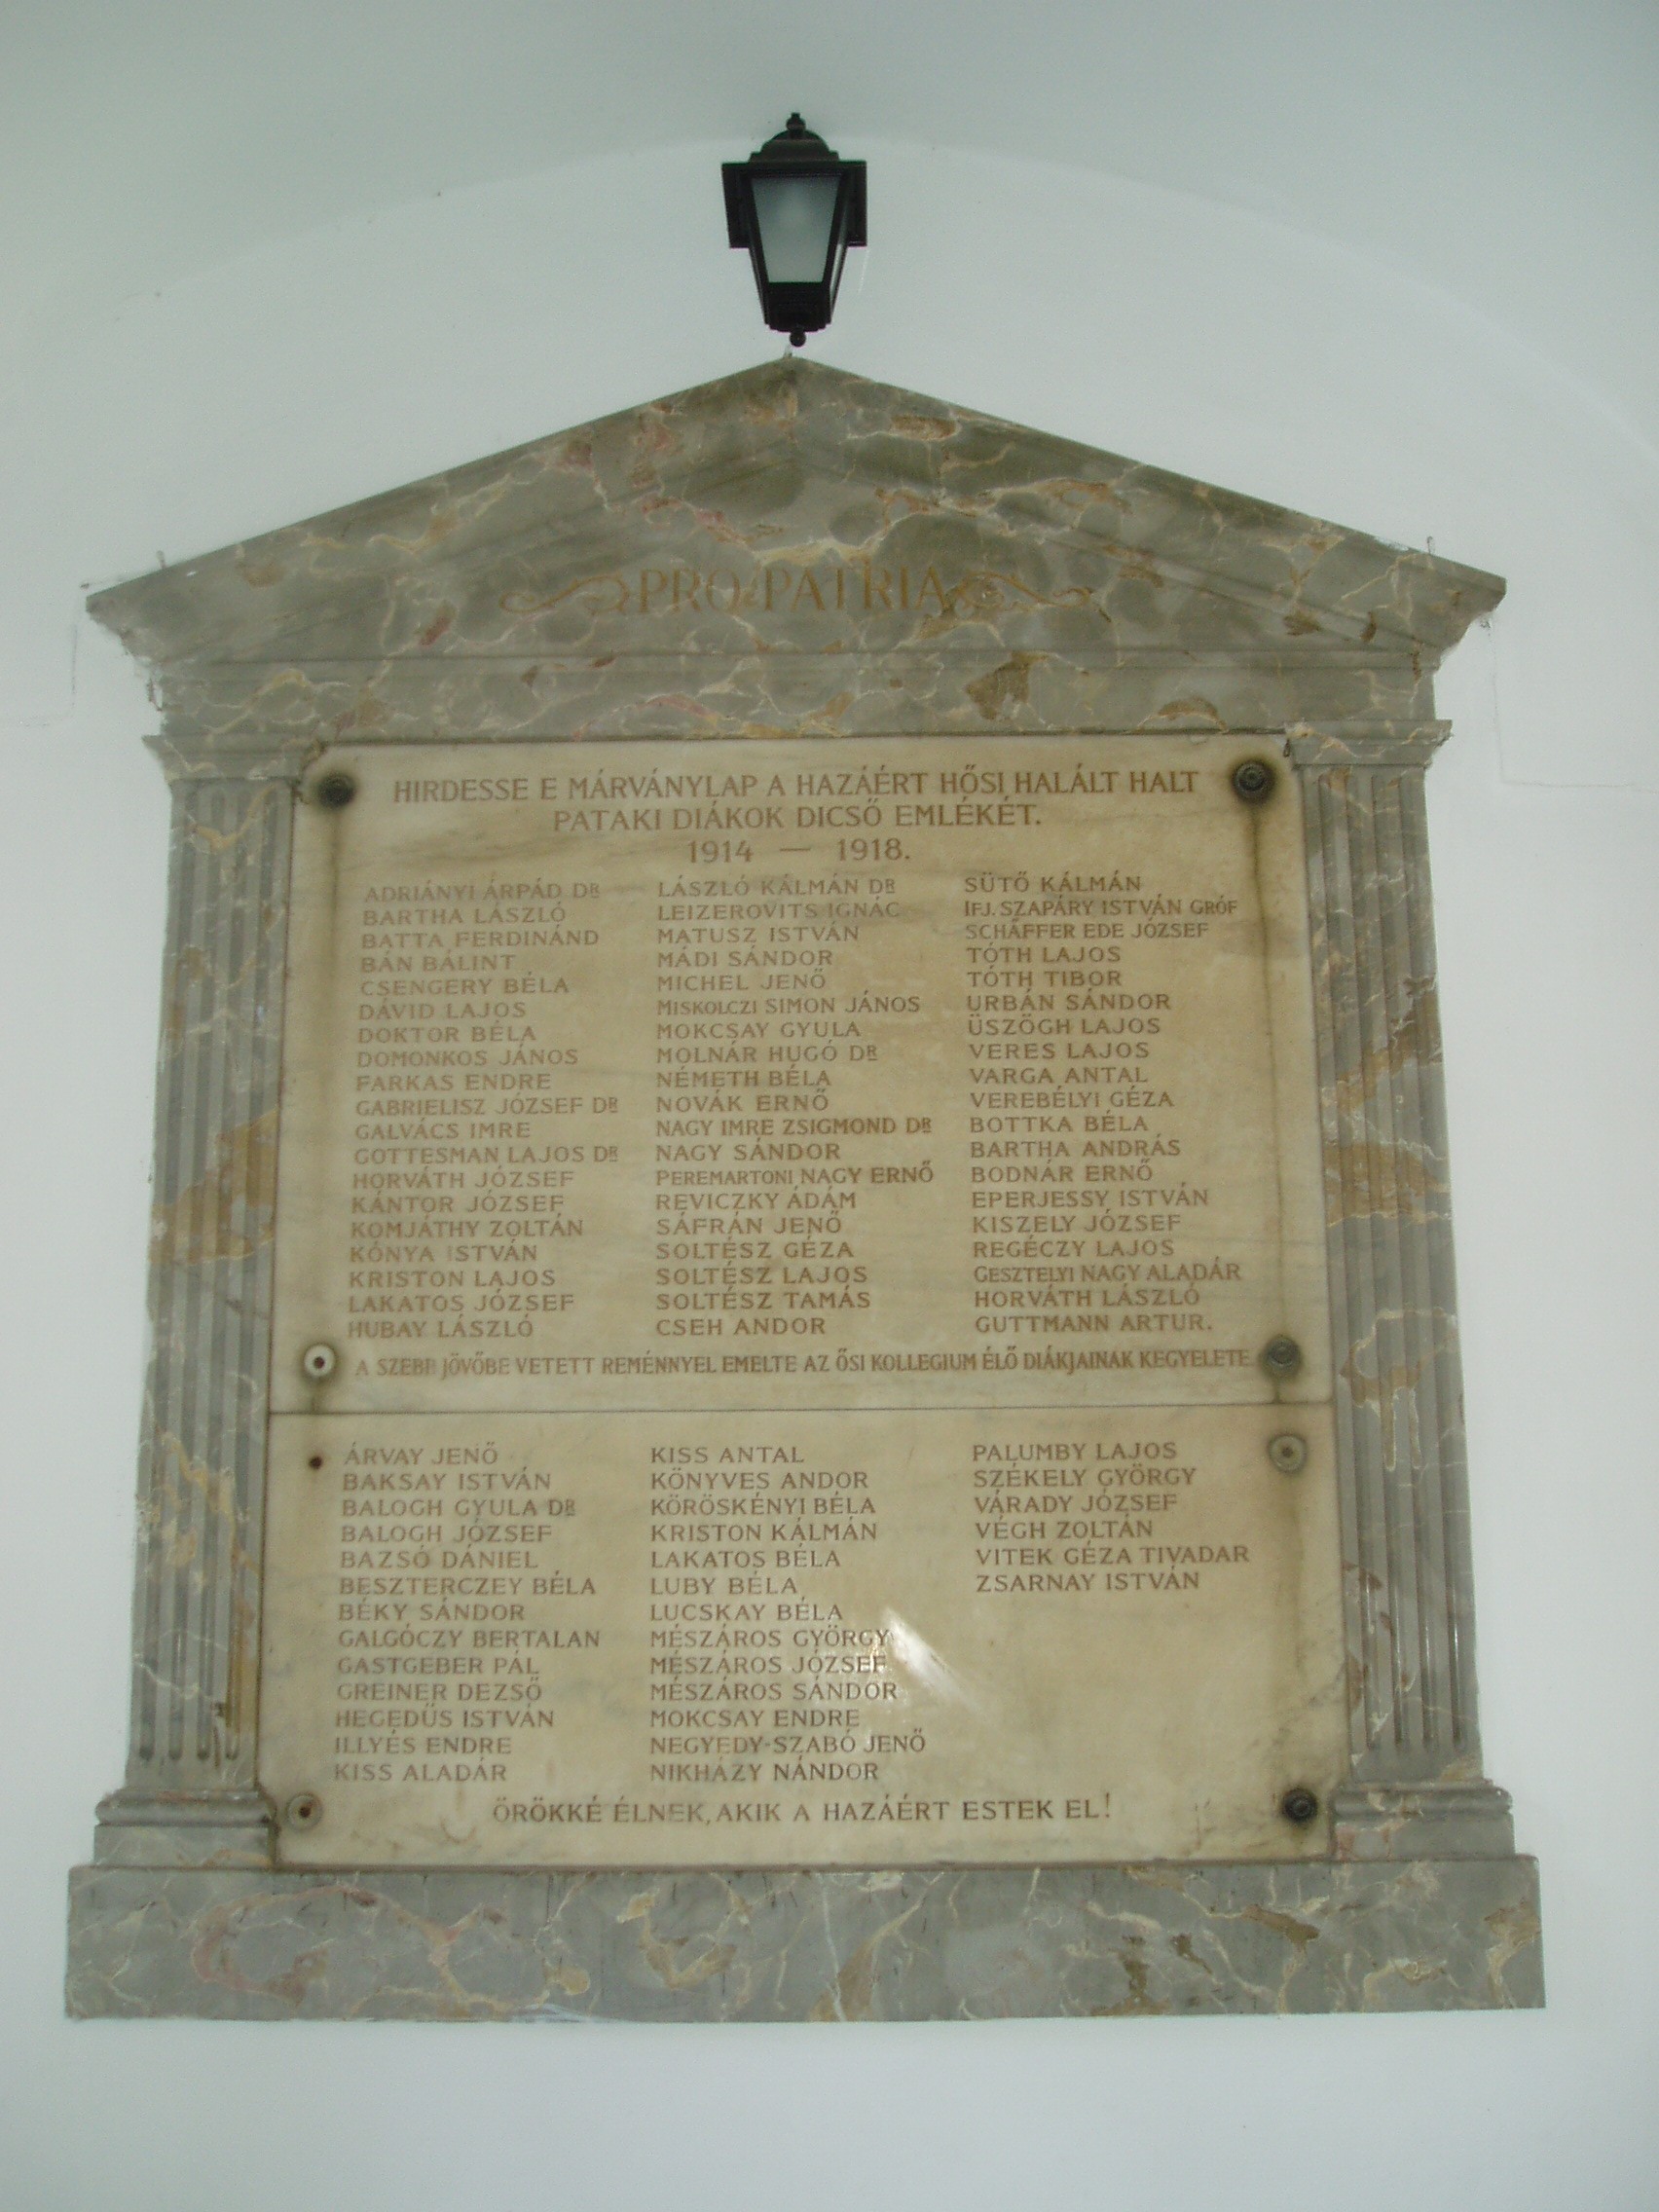 PRO PATRIA
HIRDESSE E MÁRVÁNYLAP A HAZÁÉRT HŐSI HALÁLT HALT
PATAKI DIÁKOK DICSŐ EMLÉKÉT.
1914 — 1918.
ADRIÁNYI ÁRPÁD DR
BARTHA LÁSZLÓ
BATTA FERDINÁND
BÁN BÁLINT
CSENGERY BÉLA
DÁVID LAJOS
DOKTOR BÉLA
DOMONKOS JÁNOS
FARKAS ENDRE
GABRIELISZ JÓZSEF DR
GALVÁCS IMRE
GOTTESMAN LAJOS DR
HORVÁTH JÓZSEF
KÁNTOR JÓZSEF
KOMJÁTHY ZOLTÁN
KÓNYA ISTVÁN
KRISTON LAJOS
LAKATOS JÓZSEF
HUBAY LÁSZLÓ
LÁSZLÓ KÁLMÁN DR
LEIZEROVITS IGNÁC
MATUSZ ISTVÁN
MÁDI SÁNDOR
MICHEL JENŐ
MISKOLCZI SIMON JÁNOS
MOKCSAY GYULA
MOLNÁR HUGÓ DR
NÉMETH BÉLA
NOVÁK ERNŐ
NAGY IMRE ZSIGMOND DR
NAGY SÁNDOR
PEREMARTONI NAGY ERNŐ
REVICZKY ÁDÁM
SÁFRÁN JENŐ
SOLTÉSZ GÉZA
SOLTÉSZ LAJOS
SOLTÉSZ TAMÁS
CSEH ANDOR
SÜTŐ KÁLMÁN
IFJ. SZAPÁRY ISTVÁN GRÓF
SCHÄFFER EDE JÓZSEF
TÓTH LAJOS
TÓTH TIBOR
URBÁN SÁNDOR
ÜSZÖGH LAJOS
VERES LAJOS
VARGA ANTAL
VEREBÉLYI GÉZA
BOTTKA BÉLA
BARTHA ANDRÁS
BODNÁR ERNŐ
EPERJESSY ISTVÁN
KISZELY JÓZSEF
REGÉCZY LAJOS
GESZTELYI NAGY ALADÁR
HORVÁTH LÁSZLÓ
GUTTMANN ARTUR.
A SZEBB JÖVŐBE VETETT REMÉNNYEL EMELTE AZ ŐSI KOLLEGIUM ÉLŐ DIÁKJAINAK KEGYELETE
ÁRVAY JENŐ
BAKSAY ISTVÁN
BALOGH GYULA DR
BALOGH JÓZSEF
BAZSÓ DÁNIEL
BESZTERCZEY BÉLA
BÉKY SÁNDOR
GALGÓCZY BERTALAN
GASTGEBER PÁL
GREINER DEZSŐ
HEGEDŰS ISTVÁN
ILLYÉS ENDRE
KISS ALADÁR
KISS ANTAL
KÖNYVES ANDOR
KÖRÖSKÉNYI BÉLA
KRISTON KÁLMÁN
LAKATOS BÉLA
LUBY BÉLA
LUCSKAY BÉLA
MÉSZÁROS GYÖRGY
MÉSZÁROS JÓZSEF
MÉSZÁROS SÁNDOR
MOKCSAY ENDRE
NEGYEDY-SZABÓ JENŐ
NIKHÁZY NÁNDOR
PALUMBY LAJOS
SZÉKELY GYÖRGY
VÁRADY JÓZSEF
VÉGH ZOLTÁN
VITEK GÉZA TIVADAR
ZSARNAY ISTVÁN
ÖRÖKKÉ ÉLNEK, AKIK A HAZÁÉRT ESTEK EL!